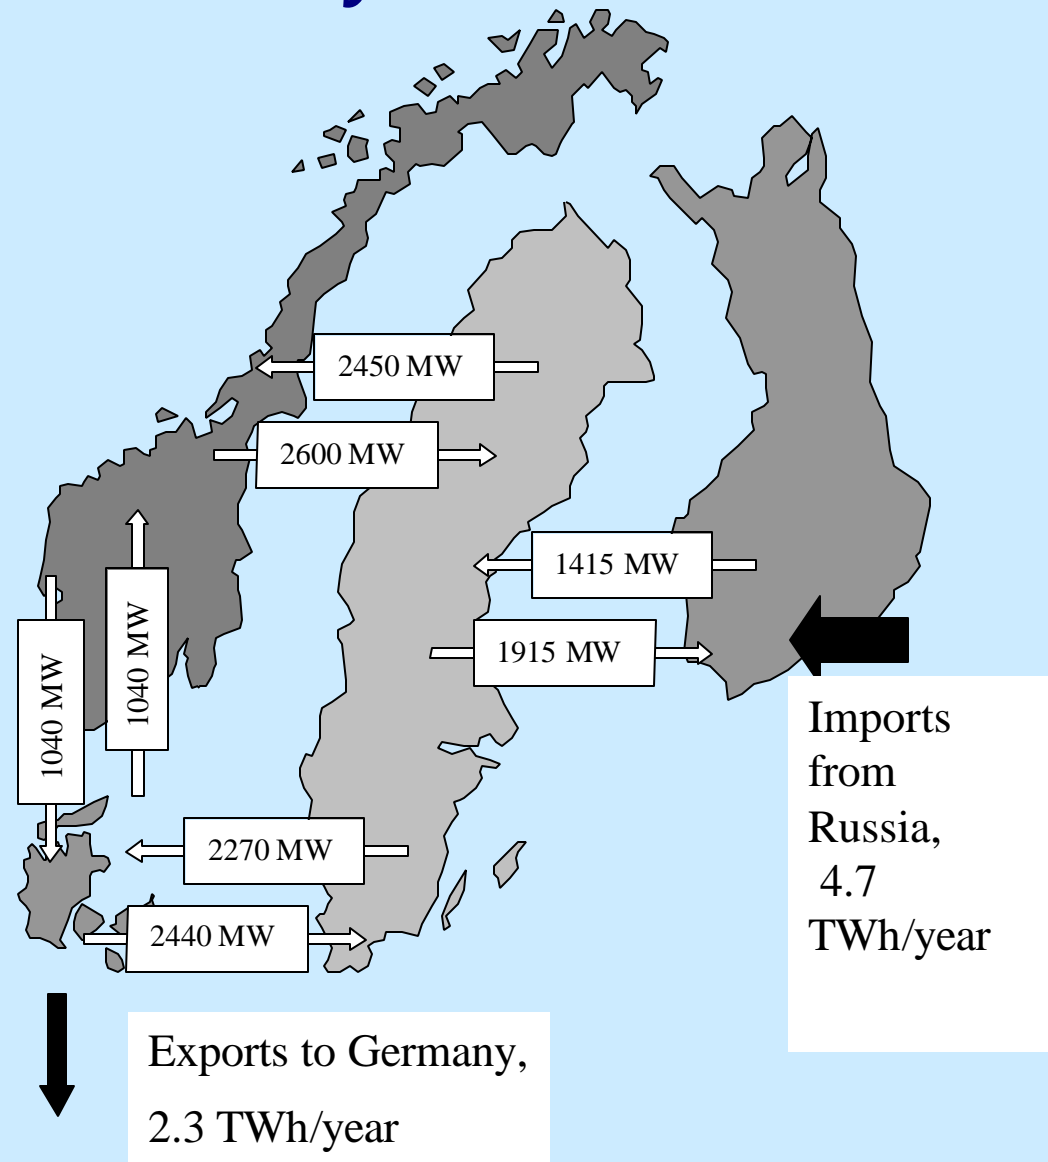 2450 MW
2600 MW
1415 MW
1915 MW
1040 MW
1040 MW
2270 MW
2440 MW
Imports
from
Russia,
4.7
TWh/year
Exports to Germany,
2.3 TWh/year